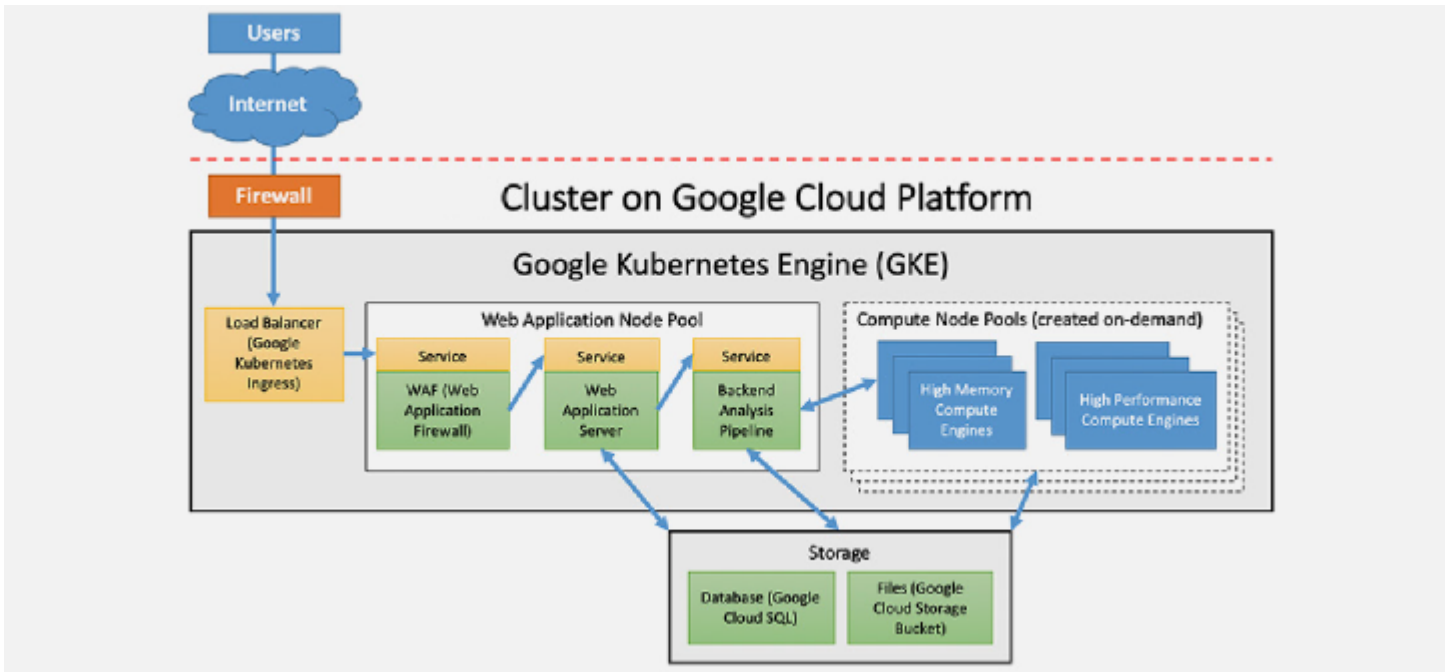 Users
Internet
Firewall
Cluster on Google Cloud Platform
Google Kubernetes Engine (GKE)
Load Balancer
(Google
Kubernetes
Ingress)
Web Application Node Pool
Service
WAF (Web
Application
Firewall)
Service
Web
Application
Server
Service
Backend
Analysis
Pipeline
Compute Node Pools (created on-demand)
High Memory
Compute
Engines
High Performance
Compute Engines
Storage
Database (Google
Cloud SQL)
Files (Google
Cloud Storage
Bucket)